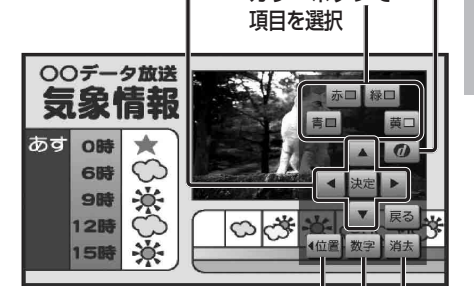 項目を選択
〇〇データ放送
気象情報
赤 緑
青 黄
あす 0時
6時
9時
12時
15時
d
決定
戻る
位置 数字 消去